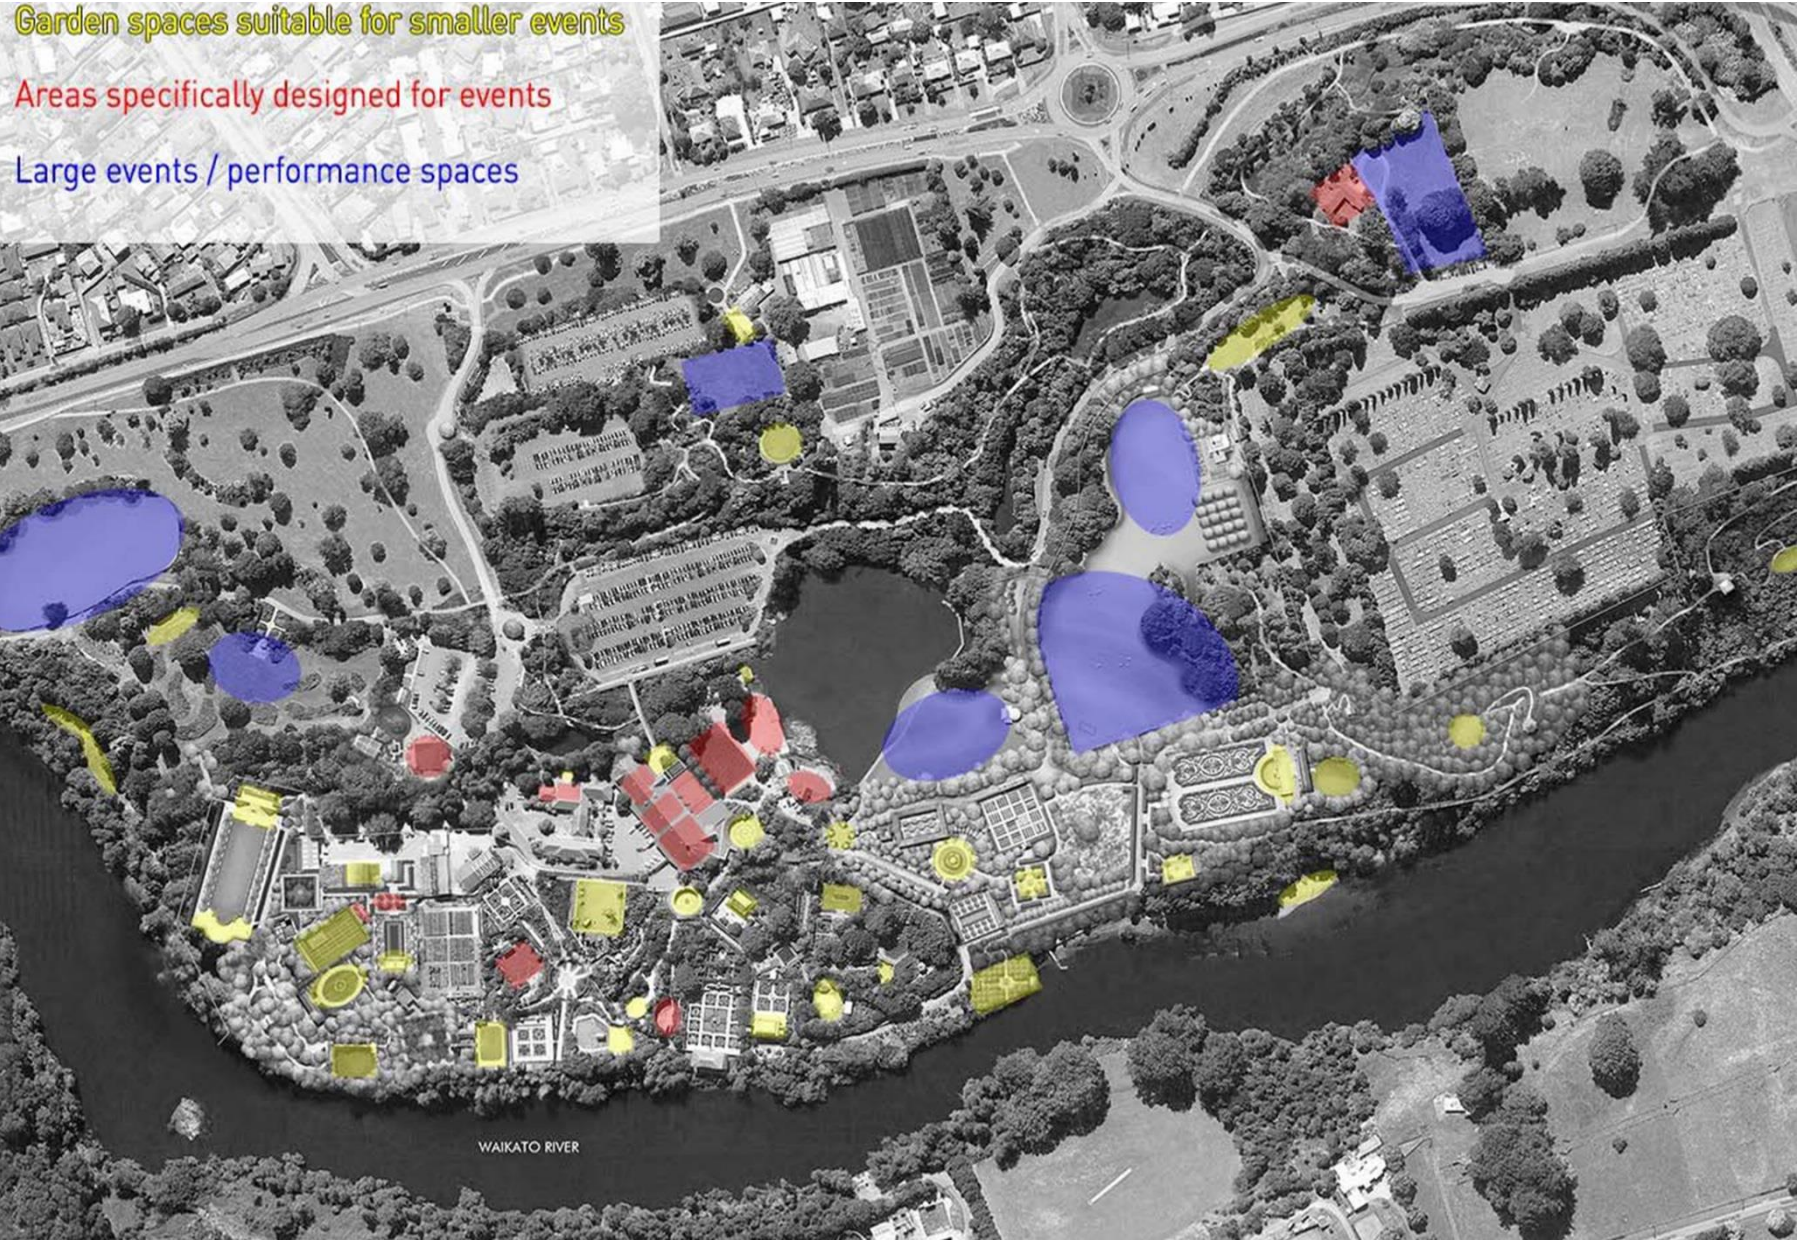 Garden spaces suitable for smaller events
Areas specifically designed for events
Large events / performance spaces
WAIKATO RIVER